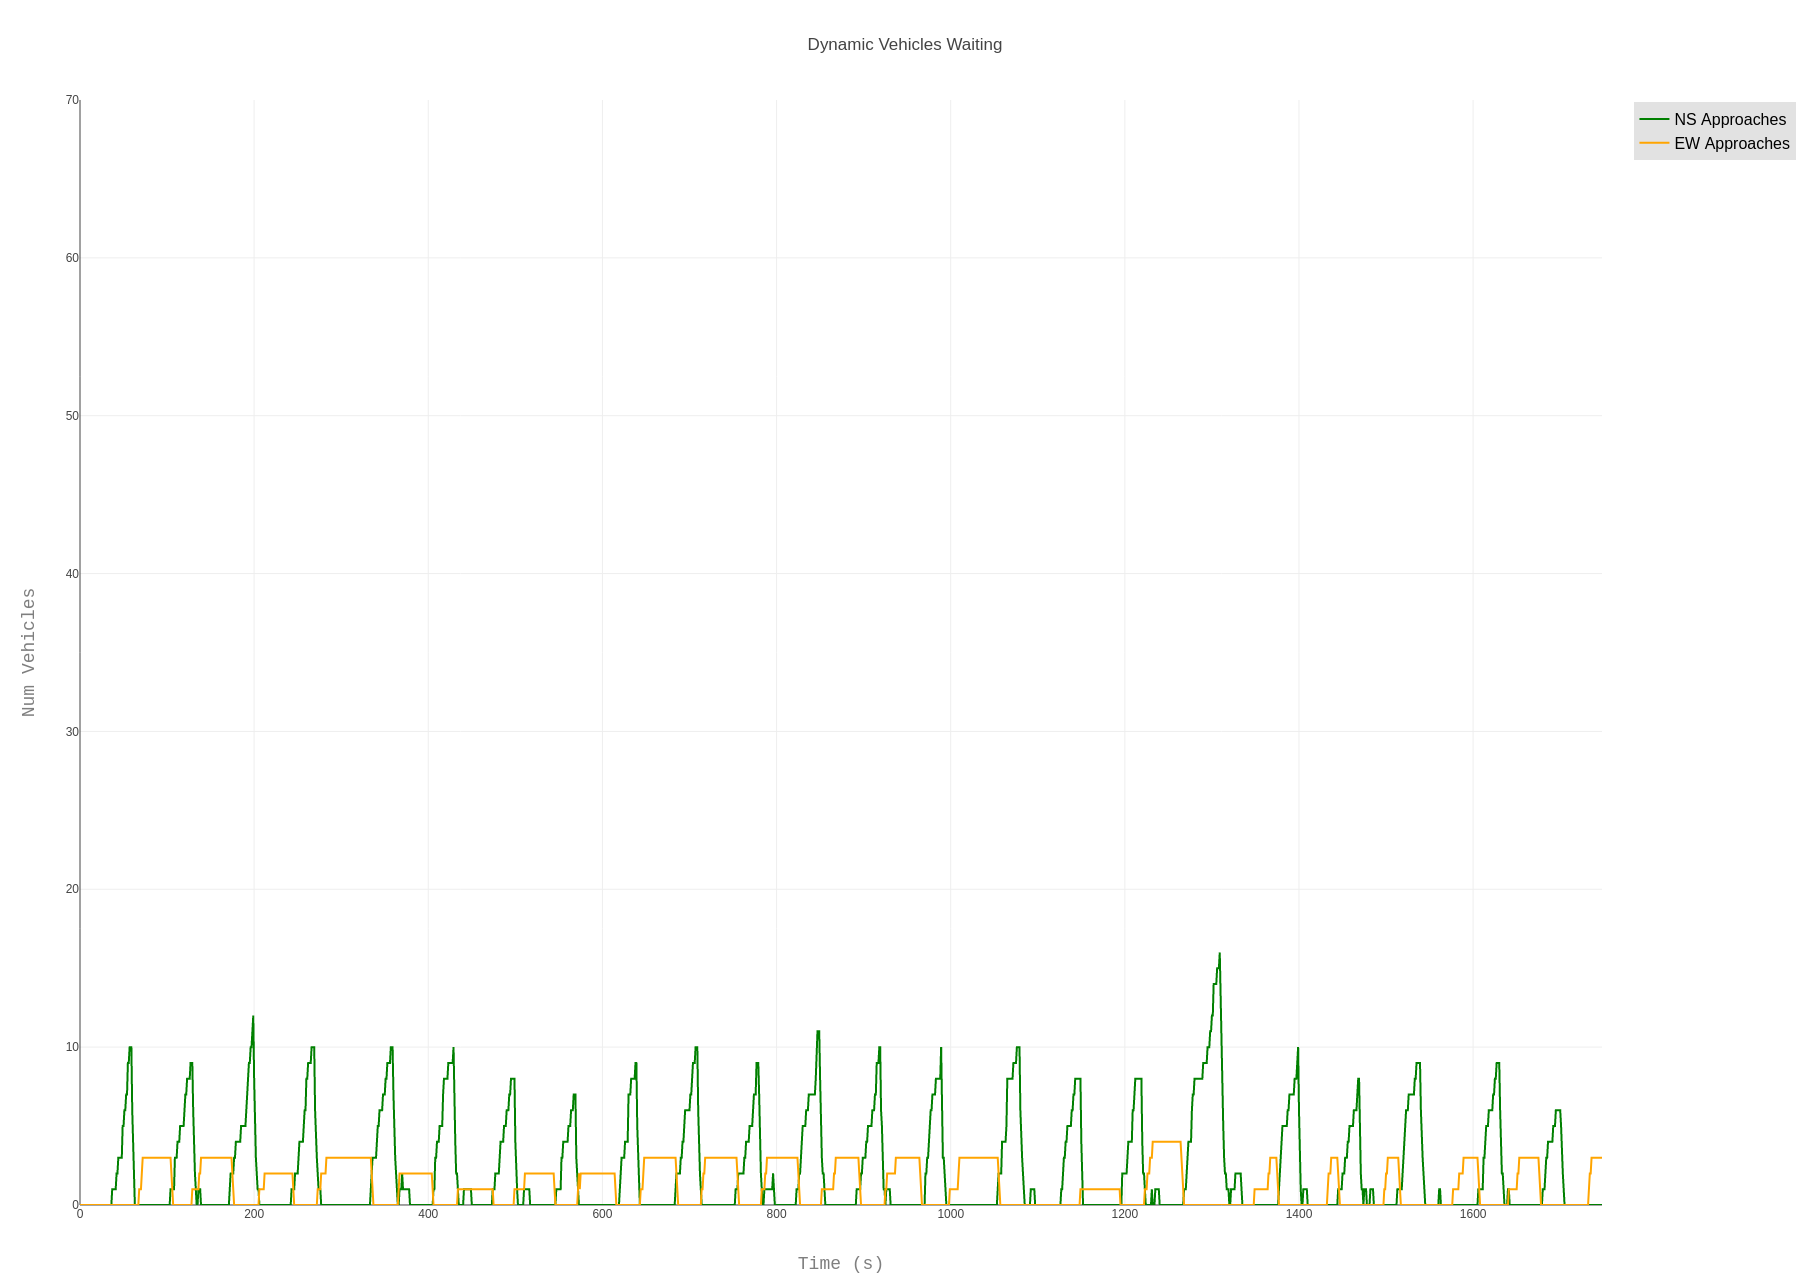 Dynamic Vehicles Waiting
NS Approaches
EW Approaches
70
60
50
40
30
20
10
0
Num Vehicles
0 200 400 600 800 1000 1200 1400 1600
Time (s)